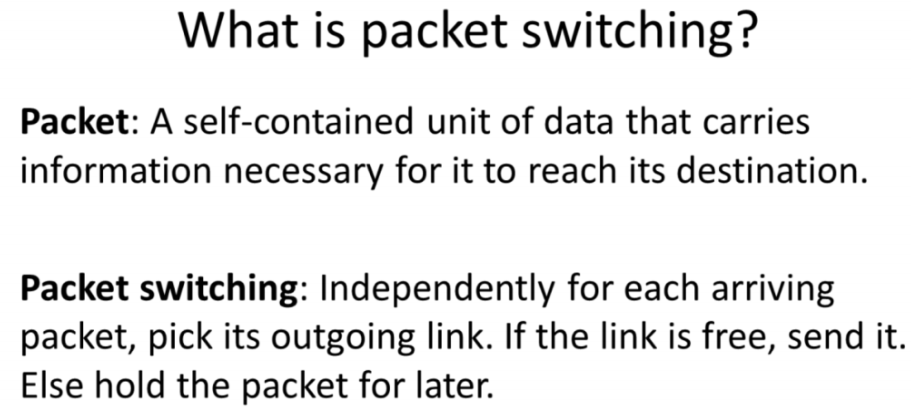 What is packet switching?
Packet: A self-contained unit of data that carries
information necessary for it to reach its destination.
Packet switching: Independently for each arriving
packet, pick its outgoing link. If the link is free, send it.
Else hold the packet for later.